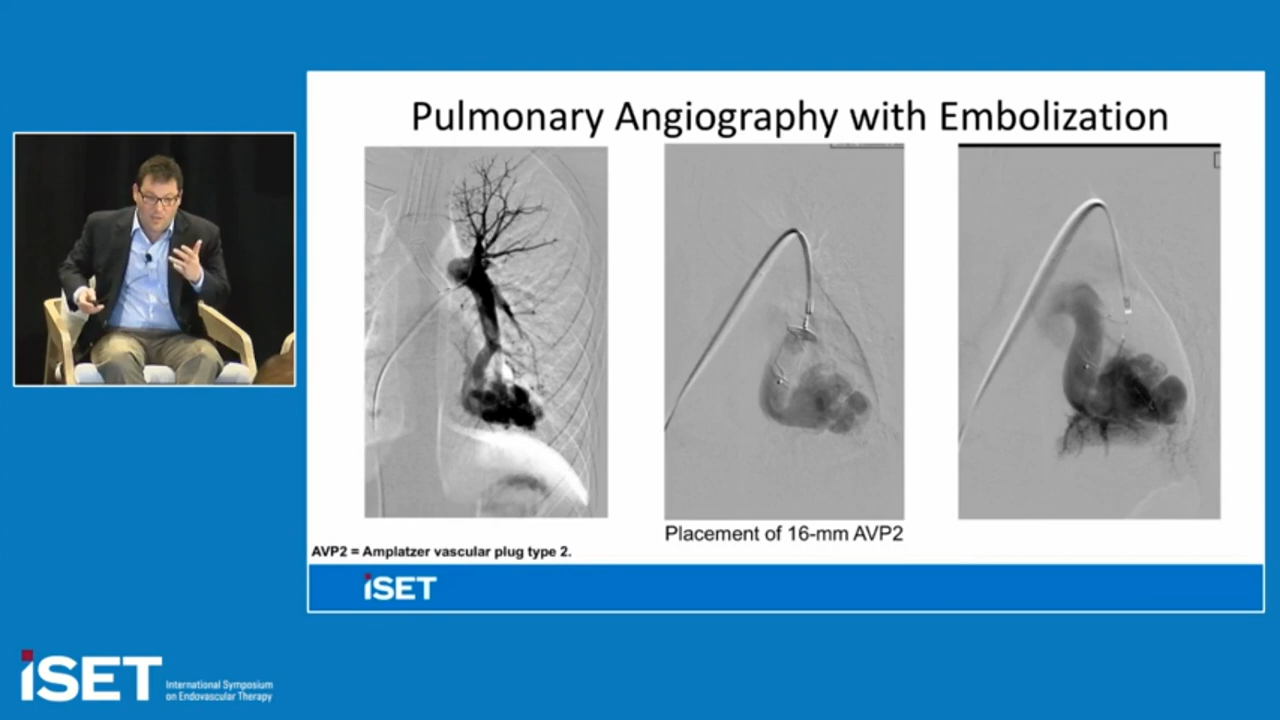 Pulmonary Angiography with Embolization
Placement of 16-mm AVP2
AVP2 = Amplatzer vascular plug type 2.
iSET
iSET
International Symposium
on Endovascular Therapy